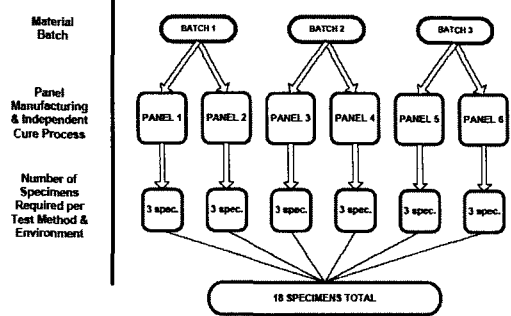 Material
Batch
BATCH 1
BATCH 2
BATCH 3
Panel
Manufacturing
& Independent
Cure Process
PANEL 1
PANEL 2
PANEL 3
PANEL 4
PANEL 5
PANEL 6
Number of
Specimens
Required per
Test Method &
Environment
3 spec.
3 spec.
3 spec.
3 spec.
3 spec.
3 spec.
18 SPECIMENS TOTAL